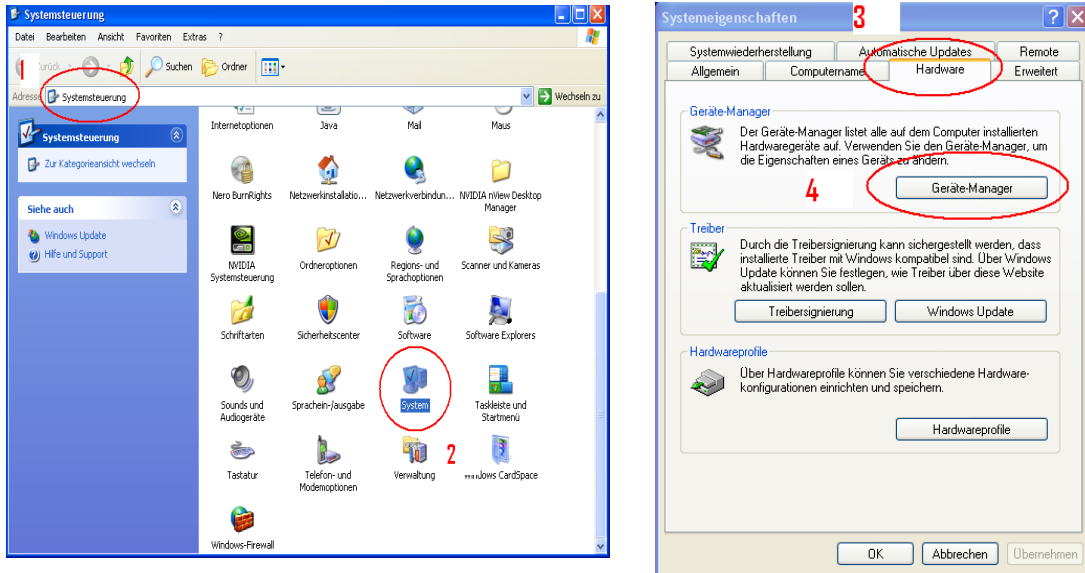 Systemsteuerung
Datei Bearbeiten Ansicht Favoriten Extras ?
1
Suchen Ordner
Adresse Systemsteuerung Wechseln zu
Systemsteuerung
Zur Kategorieansicht wechseln
Siehe auch
Windows Update
Hilfe und Support
Internetoptionen Java Mail Maus
Nero BurnRights Netzwerkinstallatio... Netzwerkverbindun... NVIDIA nView Desktop
Manager
NVIDIA Ordneroptionen Regions- und Scanner und Kameras
Systemsteuerung Sprachoptionen
Schriftarten Sicherheitscenter Software Software Explorers
Sounds und Sprachein-/ausgabe System Taskleiste und
Audiogeräte Startmenü
2
Tastatur Telefon- und Verwaltung CardSpace
Modemoptionen
Windows-Firewall
Systemeigenschaften 3
Systemwiederherstellung Automatische Updates Remote
Allgemein Computername Hardware Erweitert
Geräte-Manager
Der Geräte-Manager listet alle auf dem Computer installierten
Hardwaregeräte auf. Verwenden Sie den Geräte-Manager, um
die Eigenschaften eines Geräts zu ändern.
4 Geräte-Manager
Treiber
Durch die Treibersignierung kann sichergestellt werden, dass
installierte Treiber mit Windows kompatibel sind. Über Windows
Update können Sie festlegen, wie Treiber über diese Website
aktualisiert werden sollen.
Treibersignierung Windows Update
Hardwareprofile
Über Hardwareprofile können Sie verschiedene Hardware-
konfigurationen einrichten und speichern.
Hardwareprofile
OK Abbrechen Übernehmen